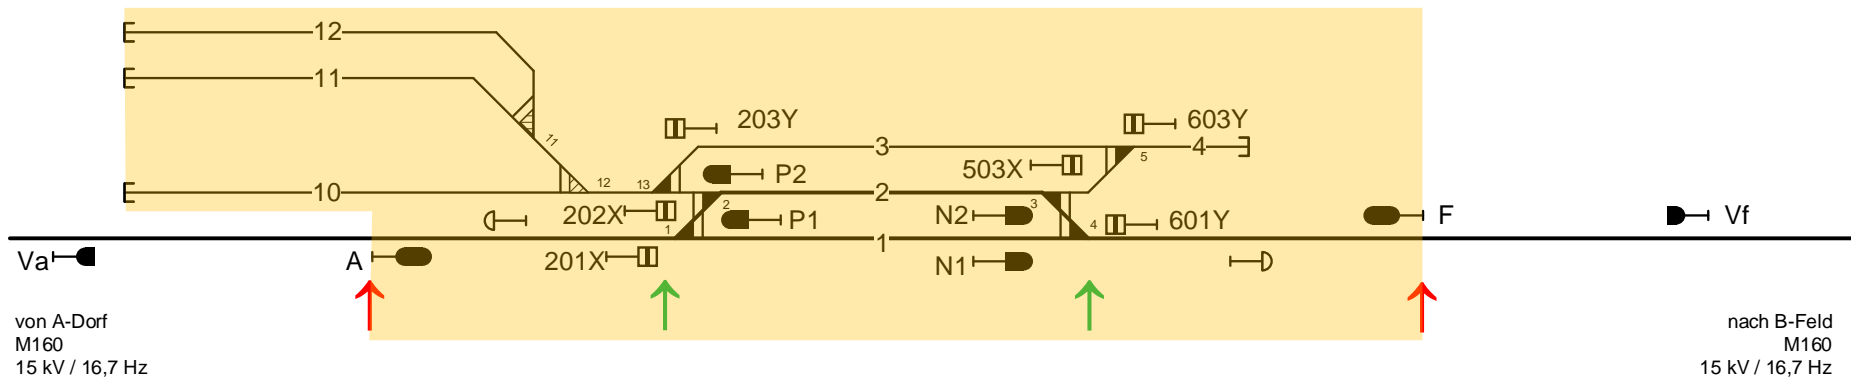 12
11
203Y
603Y
3
4
11
5
503X
P2
12
13
10
2
202X
2
P1
N2
3
601Y
F
Vf
1
4
1
Va
A
201X
N1
von A-Dorf
M160
15 kV / 16,7 Hz
nach B-Feld
M160
15 kV / 16,7 Hz